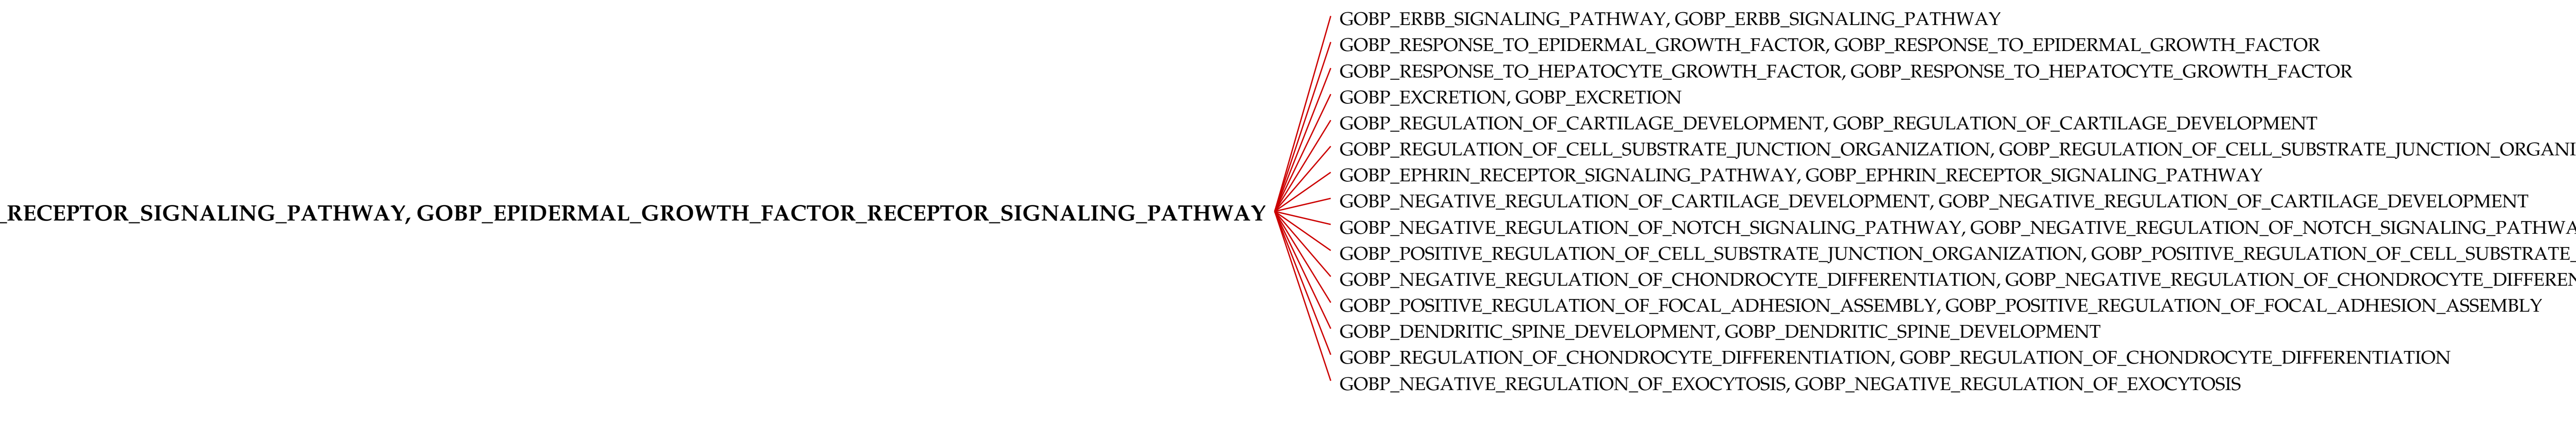 GOBP_ERBB_SIGNALING_PATHWAY, GOBP_ERBB_SIGNALING_PATHWAY
GOBP_RESPONSE_TO_EPIDERMAL_GROWTH_FACTOR, GOBP_RESPONSE_TO_EPIDERMAL_GROWTH_FACTOR
GOBP_RESPONSE_TO_HEPATOCYTE_GROWTH_FACTOR, GOBP_RESPONSE_TO_HEPATOCYTE_GROWTH_FACTOR
GOBP_EXCRETION, GOBP_EXCRETION
GOBP_REGULATION_OF_CARTILAGE_DEVELOPMENT, GOBP_REGULATION_OF_CARTILAGE_DEVELOPMENT
GOBP_REGULATION_OF_CELL_SUBSTRATE_JUNCTION_ORGANIZATION, GOBP_REGULATION_OF_CELL_SUBSTRATE_JUNCTION_ORGANI
GOBP_EPHRIN_RECEPTOR_SIGNALING_PATHWAY, GOBP_EPHRIN_RECEPTOR_SIGNALING_PATHWAY
GOBP_NEGATIVE_REGULATION_OF_CARTILAGE_DEVELOPMENT, GOBP_NEGATIVE_REGULATION_OF_CARTILAGE_DEVELOPMENT
_RECEPTOR_SIGNALING_PATHWAY, GOBP_EPIDERMAL_GROWTH_FACTOR_RECEPTOR_SIGNALING_PATHWAY
GOBP_NEGATIVE_REGULATION_OF_NOTCH_SIGNALING_PATHWAY, GOBP_NEGATIVE_REGULATION_OF_NOTCH_SIGNALING_PATHWA
GOBP_POSITIVE_REGULATION_OF_CELL_SUBSTRATE_JUNCTION_ORGANIZATION, GOBP_POSITIVE_REGULATION_OF_CELL_SUBSTRATE_
GOBP_NEGATIVE_REGULATION_OF_CHONDROCYTE_DIFFERENTIATION, GOBP_NEGATIVE_REGULATION_OF_CHONDROCYTE_DIFFEREN
GOBP_POSITIVE_REGULATION_OF_FOCAL_ADHESION_ASSEMBLY, GOBP_POSITIVE_REGULATION_OF_FOCAL_ADHESION_ASSEMBLY
GOBP_DENDRITIC_SPINE_DEVELOPMENT, GOBP_DENDRITIC_SPINE_DEVELOPMENT
GOBP_REGULATION_OF_CHONDROCYTE_DIFFERENTIATION, GOBP_REGULATION_OF_CHONDROCYTE_DIFFERENTIATION
GOBP_NEGATIVE_REGULATION_OF_EXOCYTOSIS, GOBP_NEGATIVE_REGULATION_OF_EXOCYTOSIS